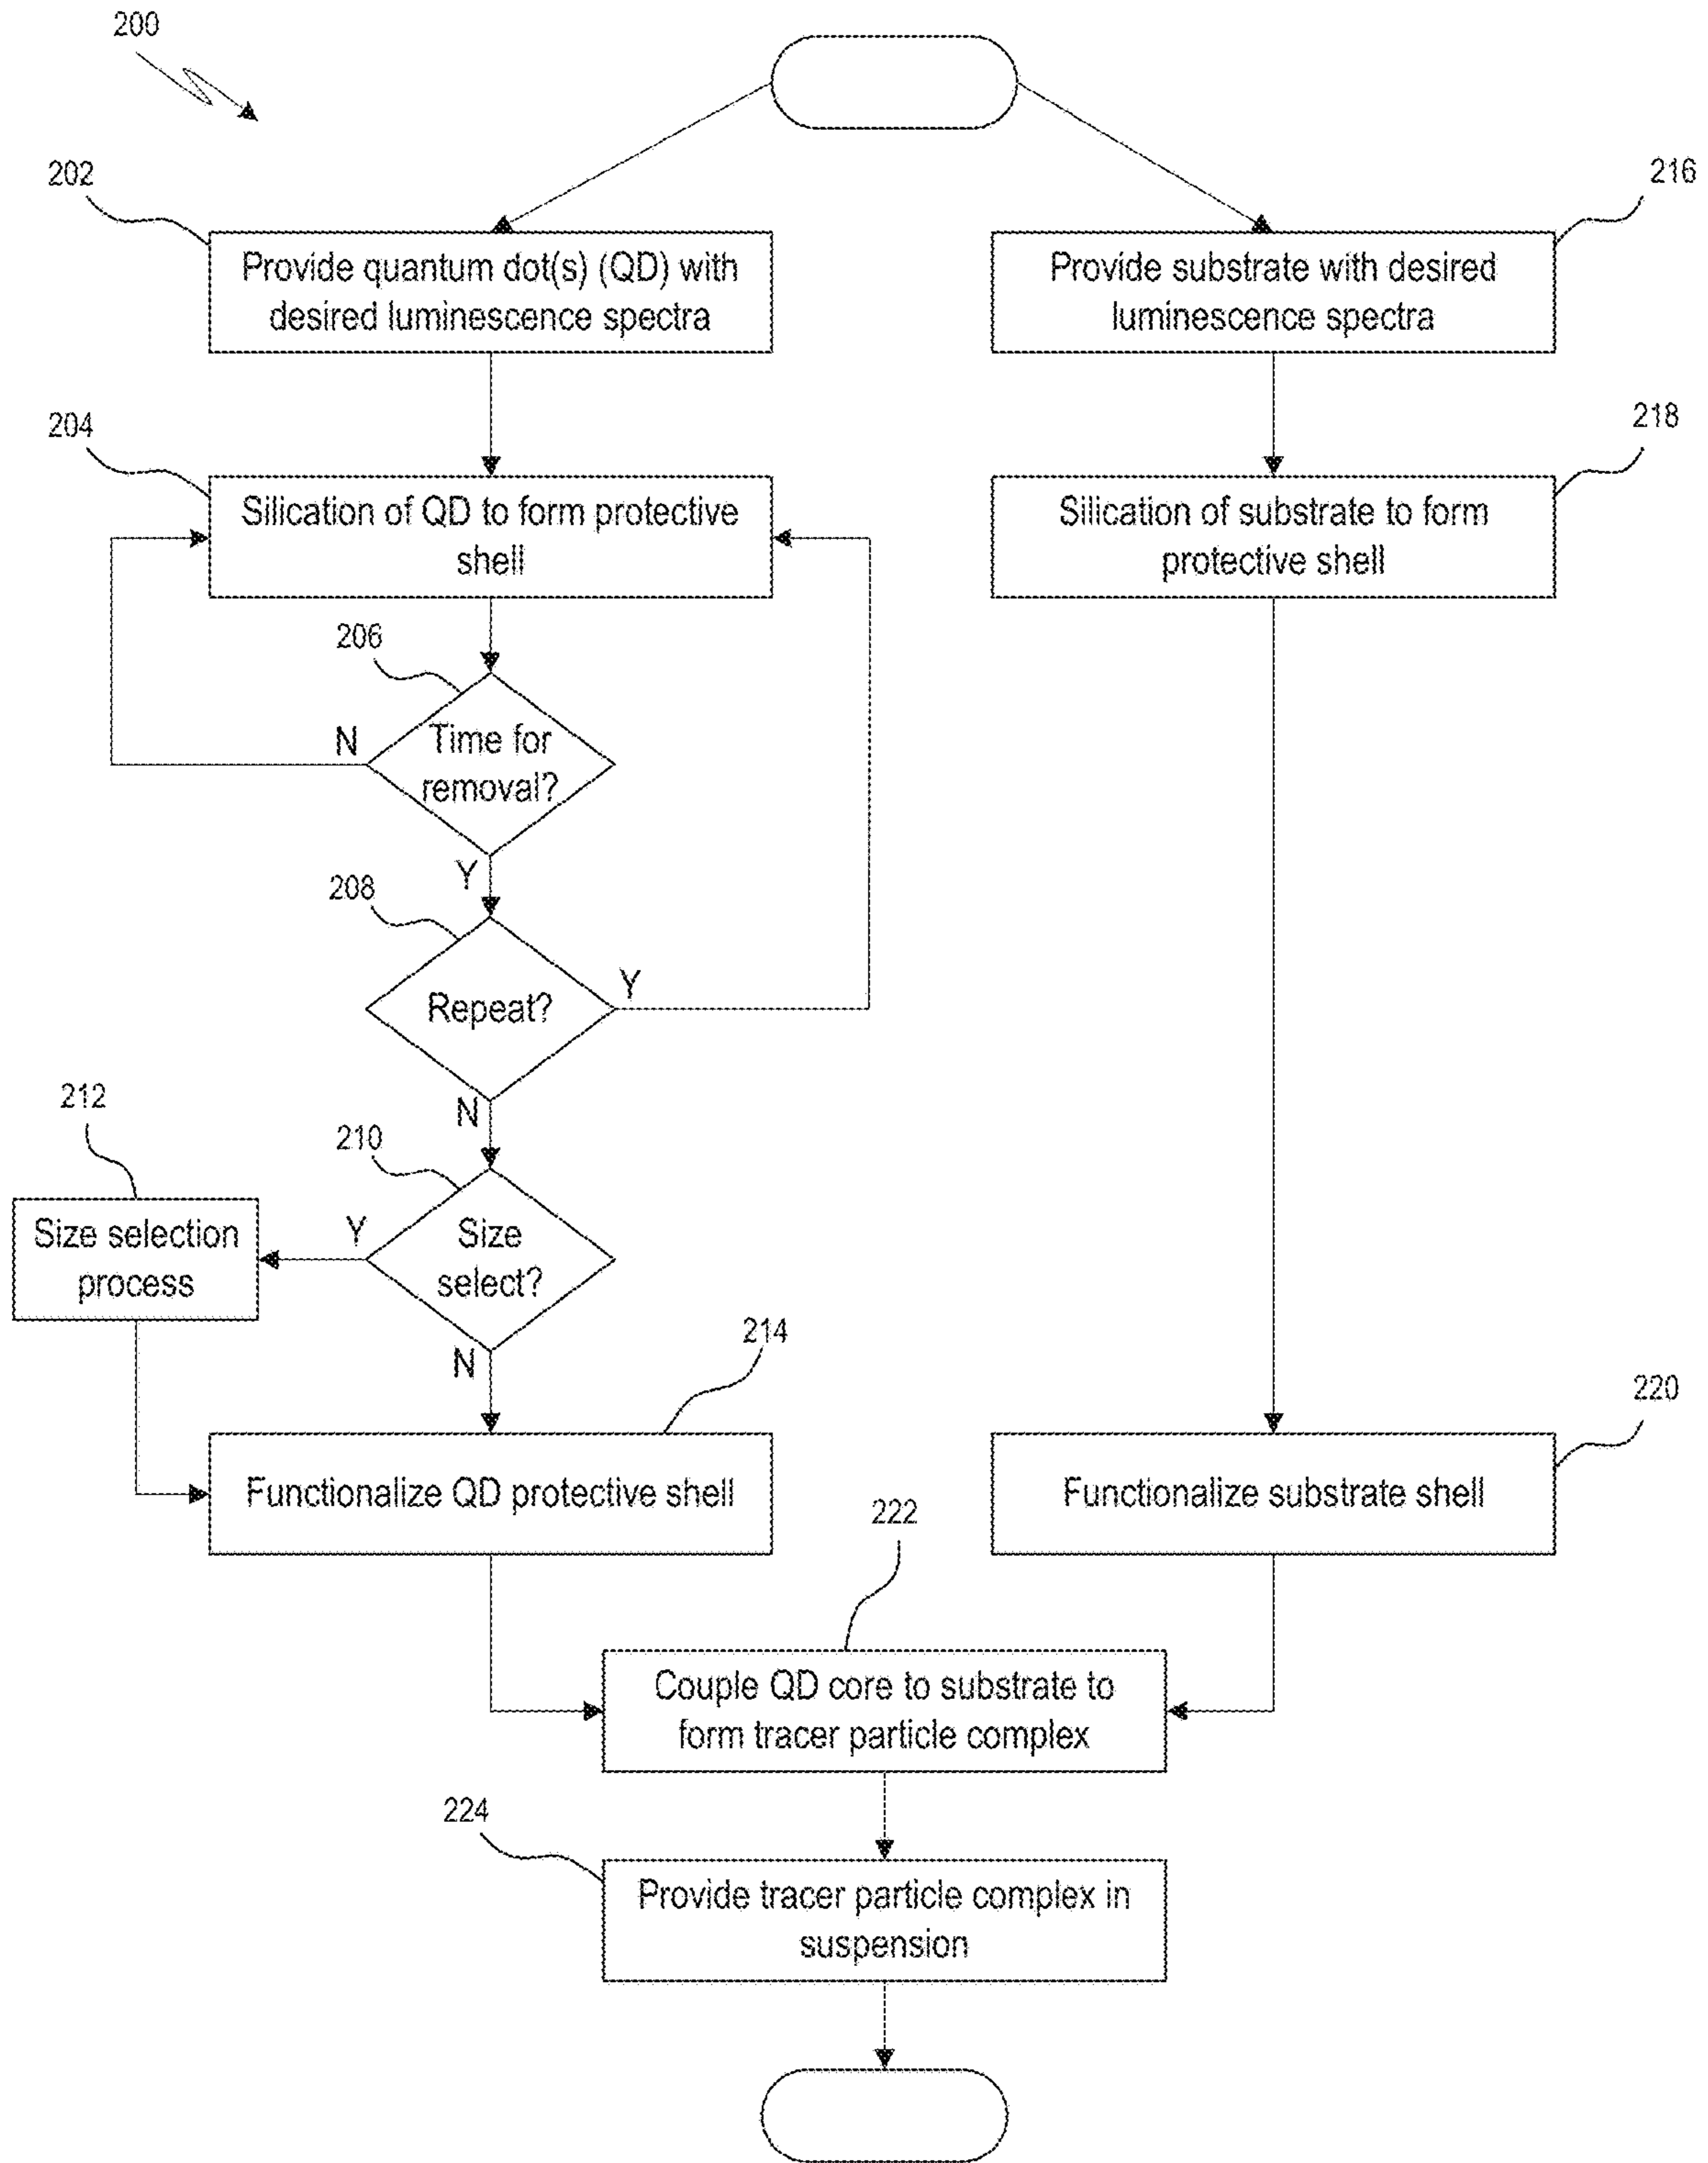 200
202
Provide quantum dot(s) (QD) with
desired luminescence spectra
216
Provide substrate with desired
luminescence spectra
204
Silication of QD to form protective
shell
218
Silication of substrate to form
protective shell
206
Time for
removal?
N
Y
208
Repeat?
Y
N
210
Size
select?
Y
N
212
Size selection
process
214
Functionalize QD protective shell
220
Functionalize substrate shell
222
Couple QD core to substrate to
form tracer particle complex
224
Provide tracer particle complex in
suspension